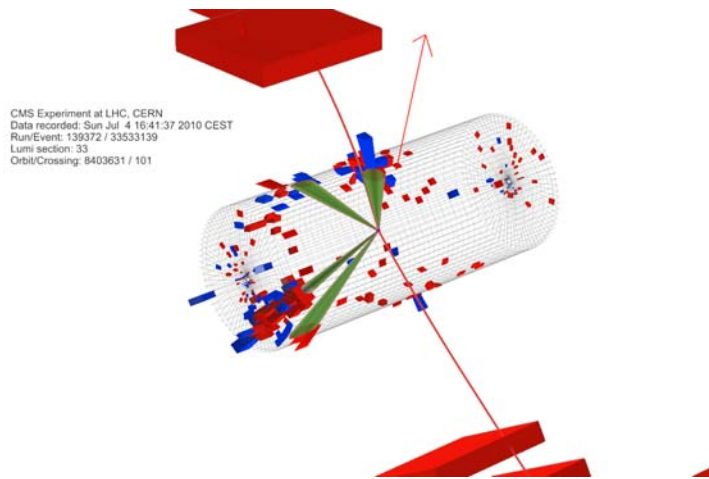 CMS Experiment at LHC, CERN
Data recorded: Sun Jul 4 16:41:37 2010 CEST
Run/Event: 139372 / 33533139
Lumi section: 33
Orbit/Crossing: 8403631 / 101